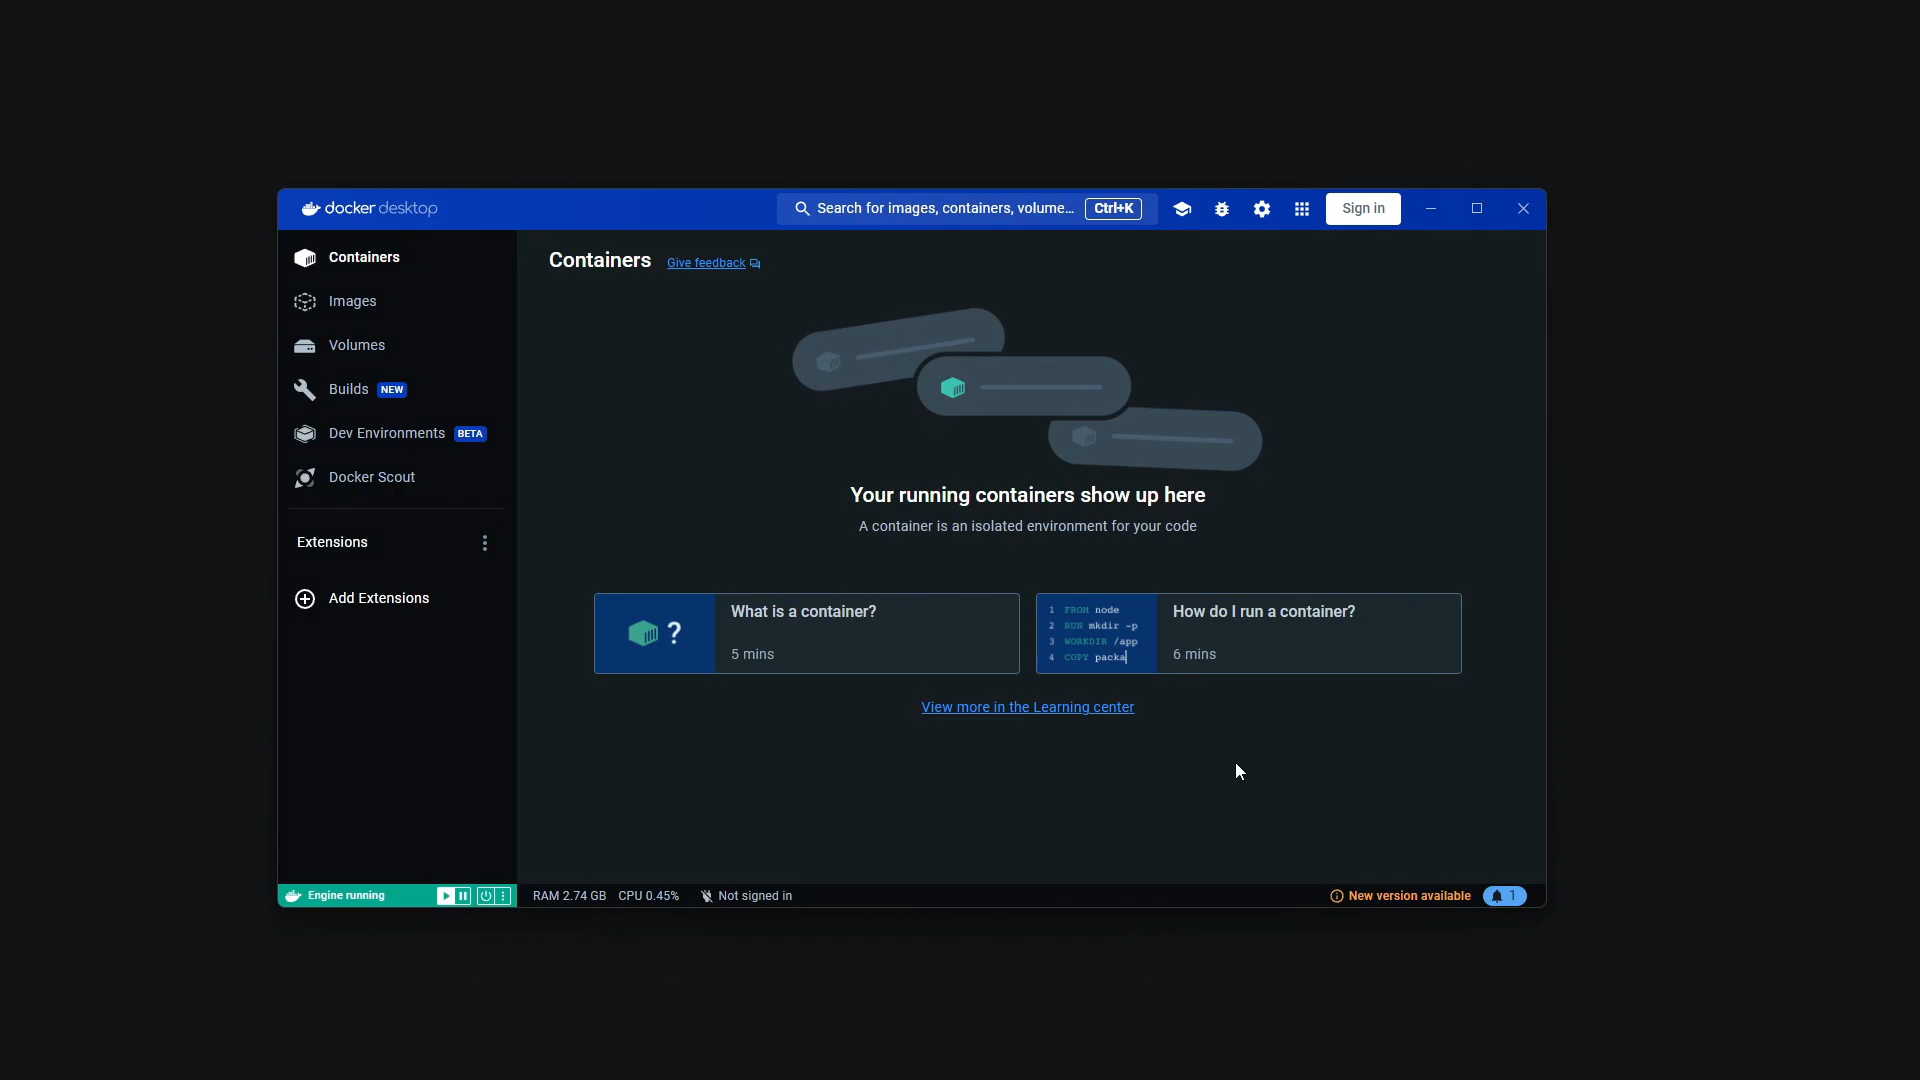 docker desktop
Search for images, containers, volume... Ctrl+K
Sign in
Containers
Images
Volumes
Builds NEW
Dev Environments BETA
Docker Scout
Extensions
Add Extensions
Containers Give feedback
Your running containers show up here
A container is an isolated environment for your code
?
What is a container?
5 mins
1 FROM node
2 RUN mkdir -p
3 WORKDIR /app
4 COPY packa
How do I run a container?
6 mins
View more in the Learning center
Engine running
RAM 2.74 GB CPU 0.45% Not signed in
New version available 1